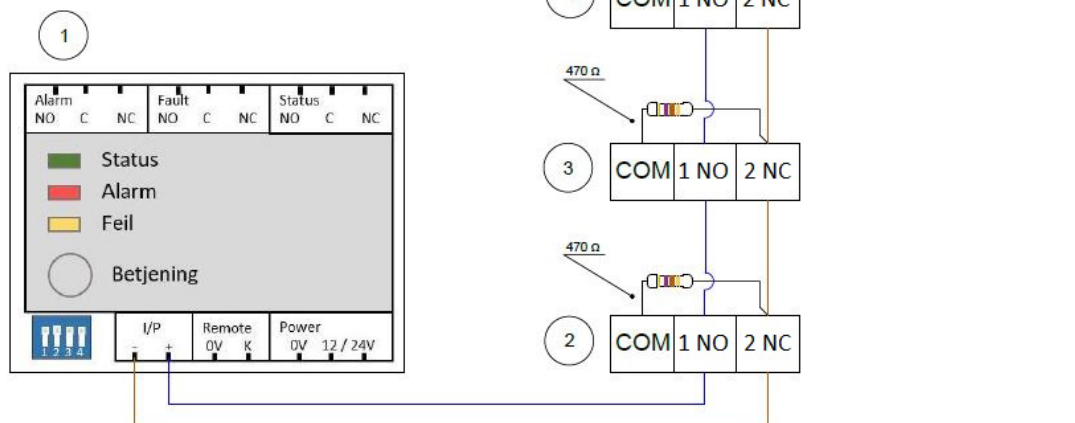 1
Alarm
NO C NC
Fault
NO C NC
Status
NO C NC
Status
Alarm
Feil
Betjening
1 2 3 4
I/P
- +
Remote
0V K
Power
0V 12 / 24V
COM 1 NO 2 NC
470 Ω
3
COM 1 NO 2 NC
470 Ω
2
COM 1 NO 2 NC